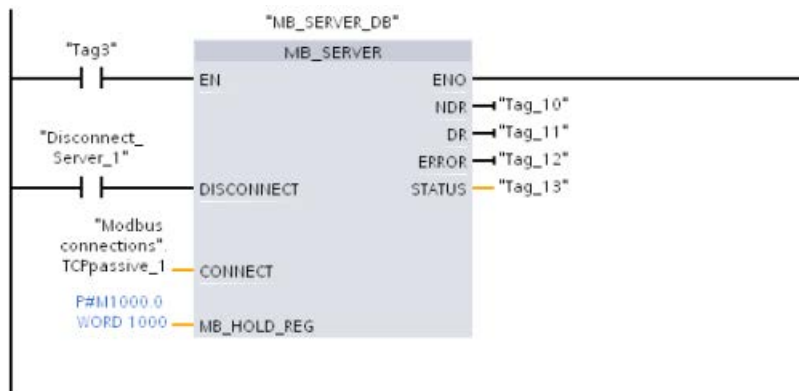 "MB_SERVER_DB"
"Tag3"
MB_SERVER
EN
ENO
NDR
"Tag_10"
DR
"Tag_11"
"Disconnect_
Server_1"
ERROR
"Tag_12"
DISCONNECT
STATUS
"Tag_13"
"Modbus
connections".
TCPpassive_1
CONNECT
P#M1000.0
WORD 1000
MB_HOLD_REG